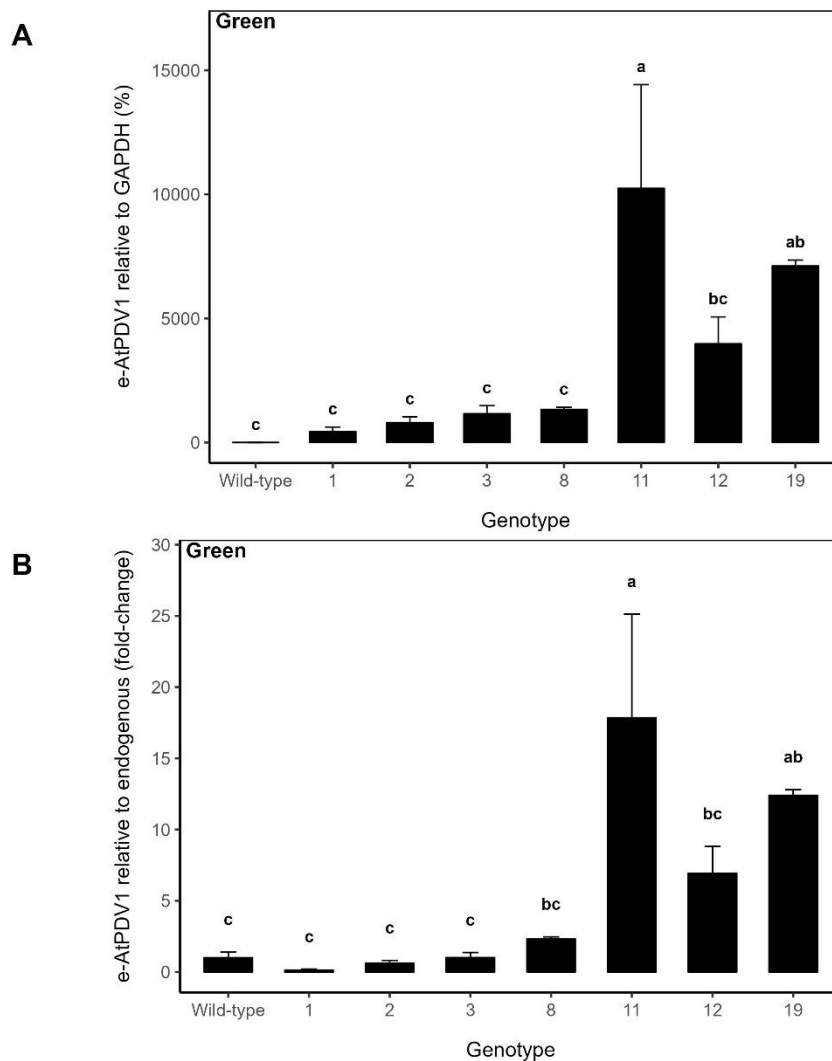 A
Green
e-AtPDV1 relative to GAPDH (%)
15000
10000
5000
0
c
c
c
c
c
a
bc
ab
Wild-type 1 2 3 8 11 12 19
Genotype
B
Green
e-AtPDV1 relative to endogenous (fold-change)
30
25
20
15
10
5
0
c
c
c
c
bc
a
bc
ab
Wild-type 1 2 3 8 11 12 19
Genotype